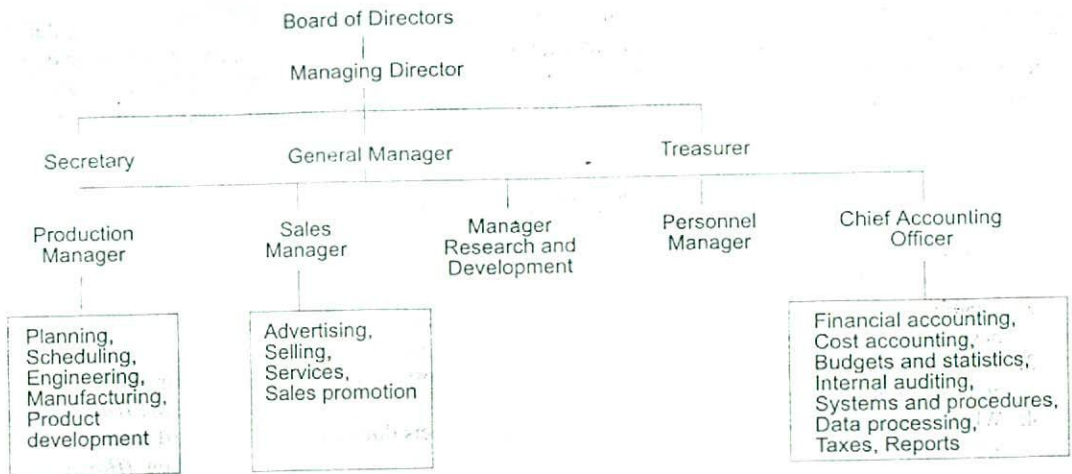 Board of Directors
Managing Director
Secretary
General Manager
Treasurer
Production
Manager
Sales
Manager
Manager
Research and
Development
Personnel
Manager
Chief Accounting
Officer
Planning,
Scheduling,
Engineering,
Manufacturing,
Product
development
Advertising,
Selling,
Services,
Sales promotion
Financial accounting,
Cost accounting,
Budgets and statistics,
Internal auditing,
Systems and procedures,
Data processing,
Taxes, Reports